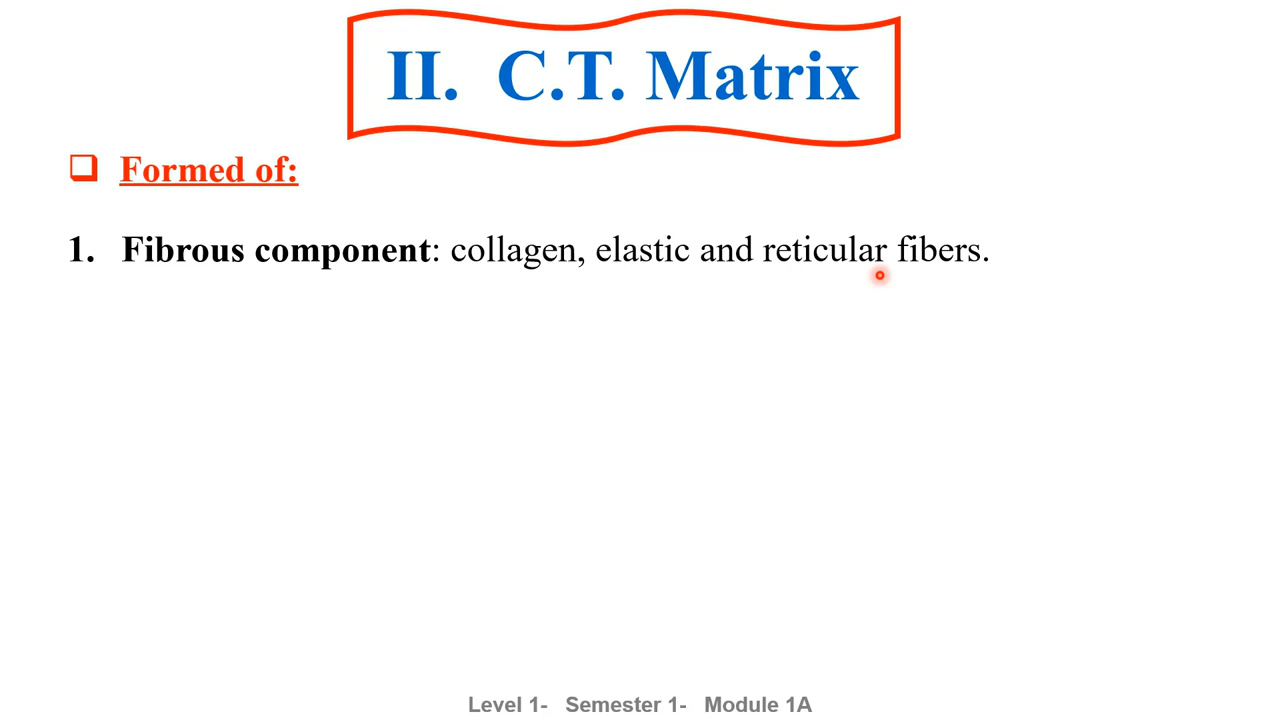 II. C.T. Matrix
❑ Formed of:
1. Fibrous component: collagen, elastic and reticular fibers.
Level 1- Semester 1- Module 1A